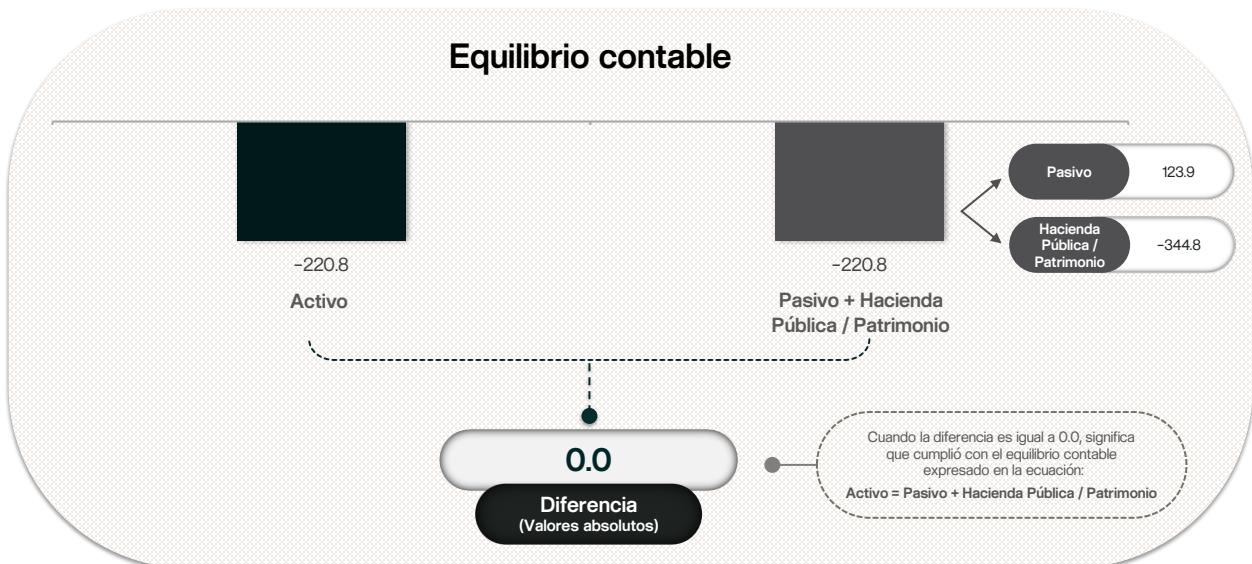 Equilibrio contable
Pasivo
123.9
Hacienda
Pública /
Patrimonio
-344.8
-220.8
-220.8
Activo
Pasivo + Hacienda
Pública / Patrimonio
0.0
Diferencia
(Valores absolutos)
Cuando la diferencia es igual a 0.0, significa
que cumplió con el equilibrio contable
expresado en la ecuación:
Activo = Pasivo + Hacienda Pública / Patrimonio